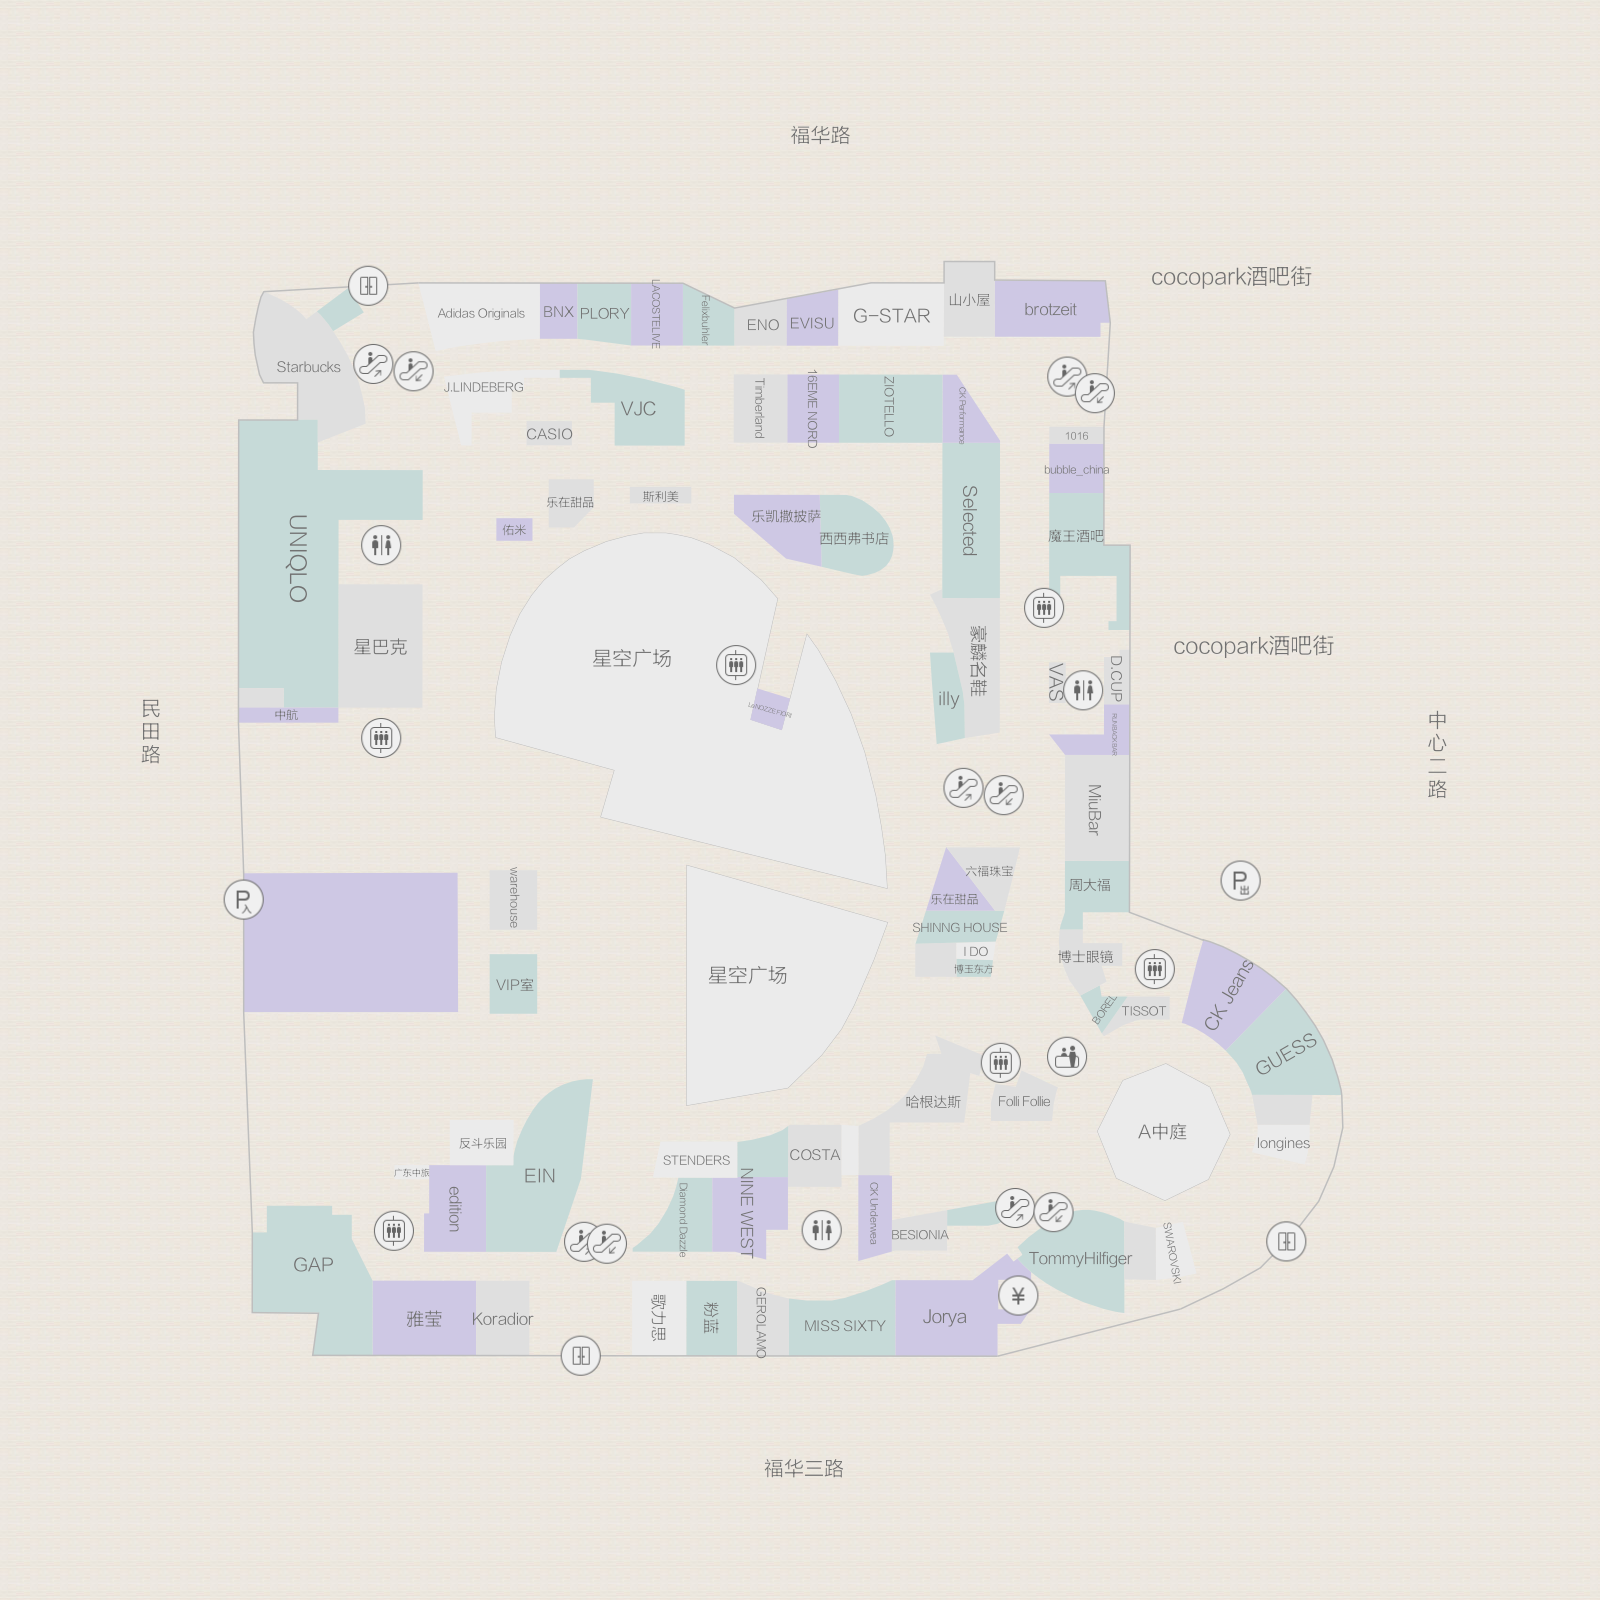 福华路
cocopark酒吧街
山小屋
brotzeit
Adidas Originals
BNX
PLORY
LACOSTELIVE
Felixbuhler
ENO
EVISU
G-STAR
Starbucks
J.LINDEBERG
VJC
CASIO
Timberland
16EME NORD
ZIOTELLO
CK Performance
1016
bubble_china
乐在甜品
斯利美
佑米
乐凯撒披萨
西西弗书店
Selected
魔王酒吧
UNIQLO
星巴克
中航
星空广场
LaNOZZE FIORI
豪麟名鞋
illy
VAS
D.CUP
cocopark酒吧街
民田路
中心二路
RUNBACK BAR
MiuBar
周大福
P入
warehouse
VIP室
星空广场
六福珠宝
乐在甜品
SHINNG HOUSE
I DO
博玉东方
P出
博士眼镜
BOREL
TISSOT
CK Jeans
GUESS
哈根达斯
Folli Follie
A中庭
longines
反斗乐园
广东中旅
edition
EIN
STENDERS
COSTA
Diamond Dazzle
NINE WEST
CK Underwea
BESIONIA
TommyHilfiger
SWAROVSKI
GAP
雅莹
Koradior
歌力思
粉蓝
GEROLAMO
MISS SIXTY
Jorya
¥
福华三路